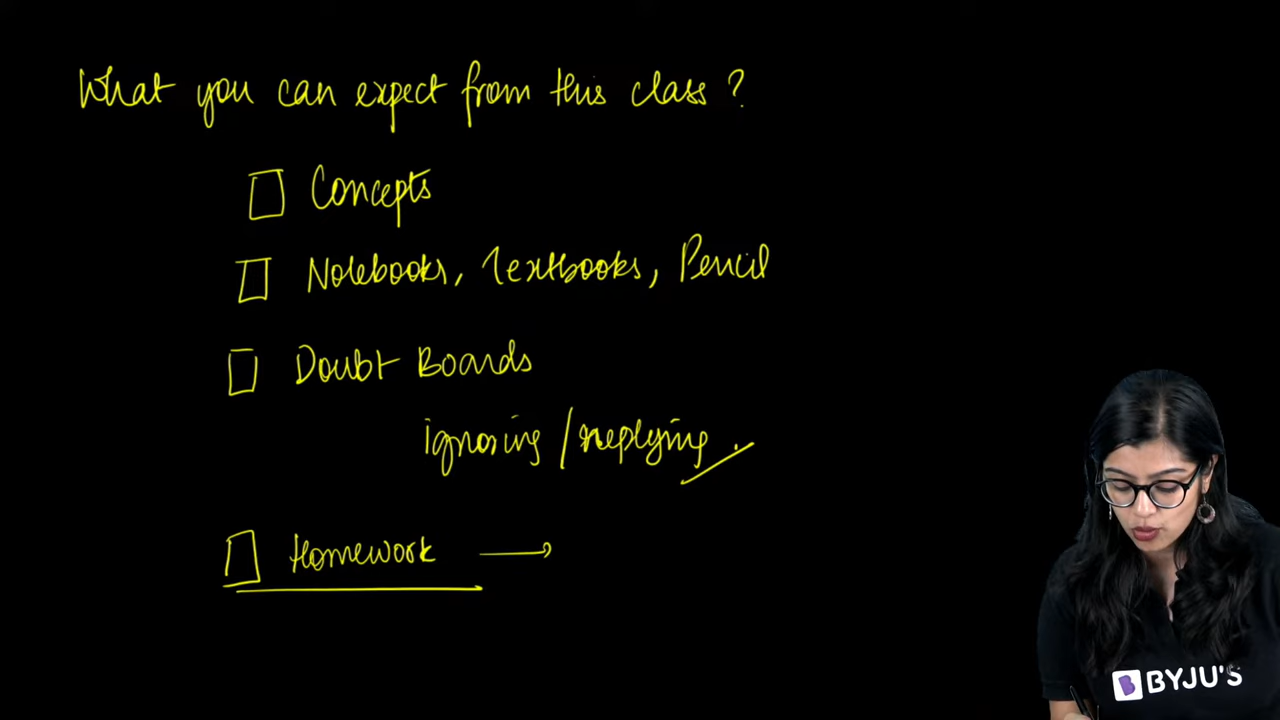 What you can expect from this class ?
Concepts
Notebooks, Textbooks, Pencil
Doubt Boards
ignoring / replying .
Homework →
BYJU'S